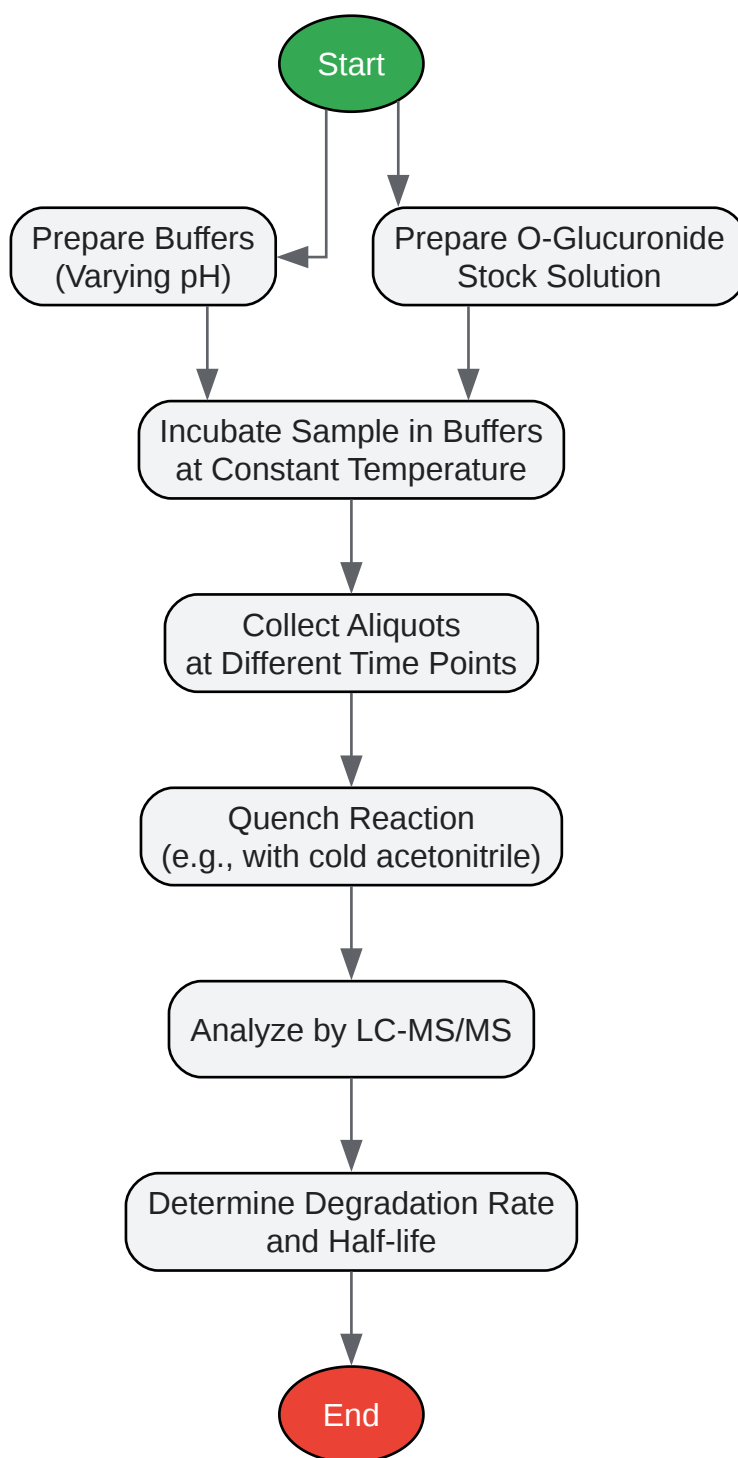 Start
Prepare Buffers
(Varying pH)
Prepare O-Glucuronide
Stock Solution
Incubate Sample in Buffers
at Constant Temperature
Collect Aliquots
at Different Time Points
Quench Reaction
(e.g., with cold acetonitrile)
Analyze by LC-MS/MS
Determine Degradation Rate
and Half-life
End